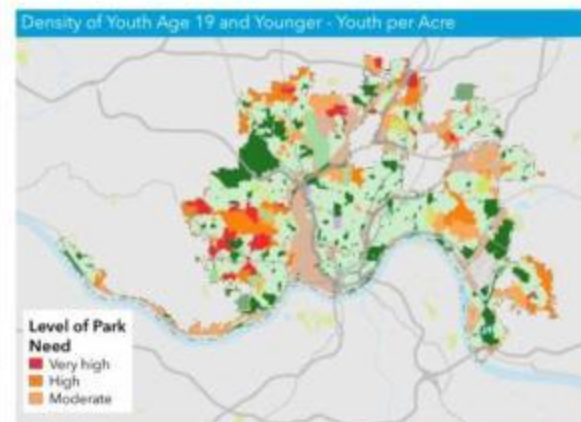 Density of Youth Age 19 and Younger - Youth per Acre
Level of Park
Need
Very high
High
Moderate